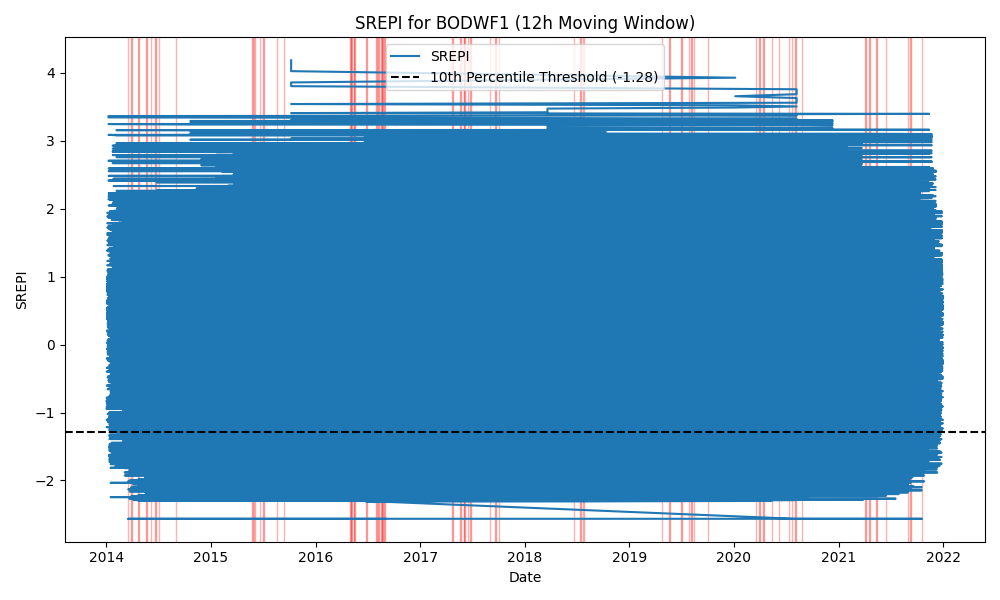 SREPI for BODWF1 (12h Moving Window)
SREPI
10th Percentile Threshold (-1.28)
4
3
2
1
0
−1
−2
SREPI
2014 2015 2016 2017 2018 2019 2020 2021 2022
Date